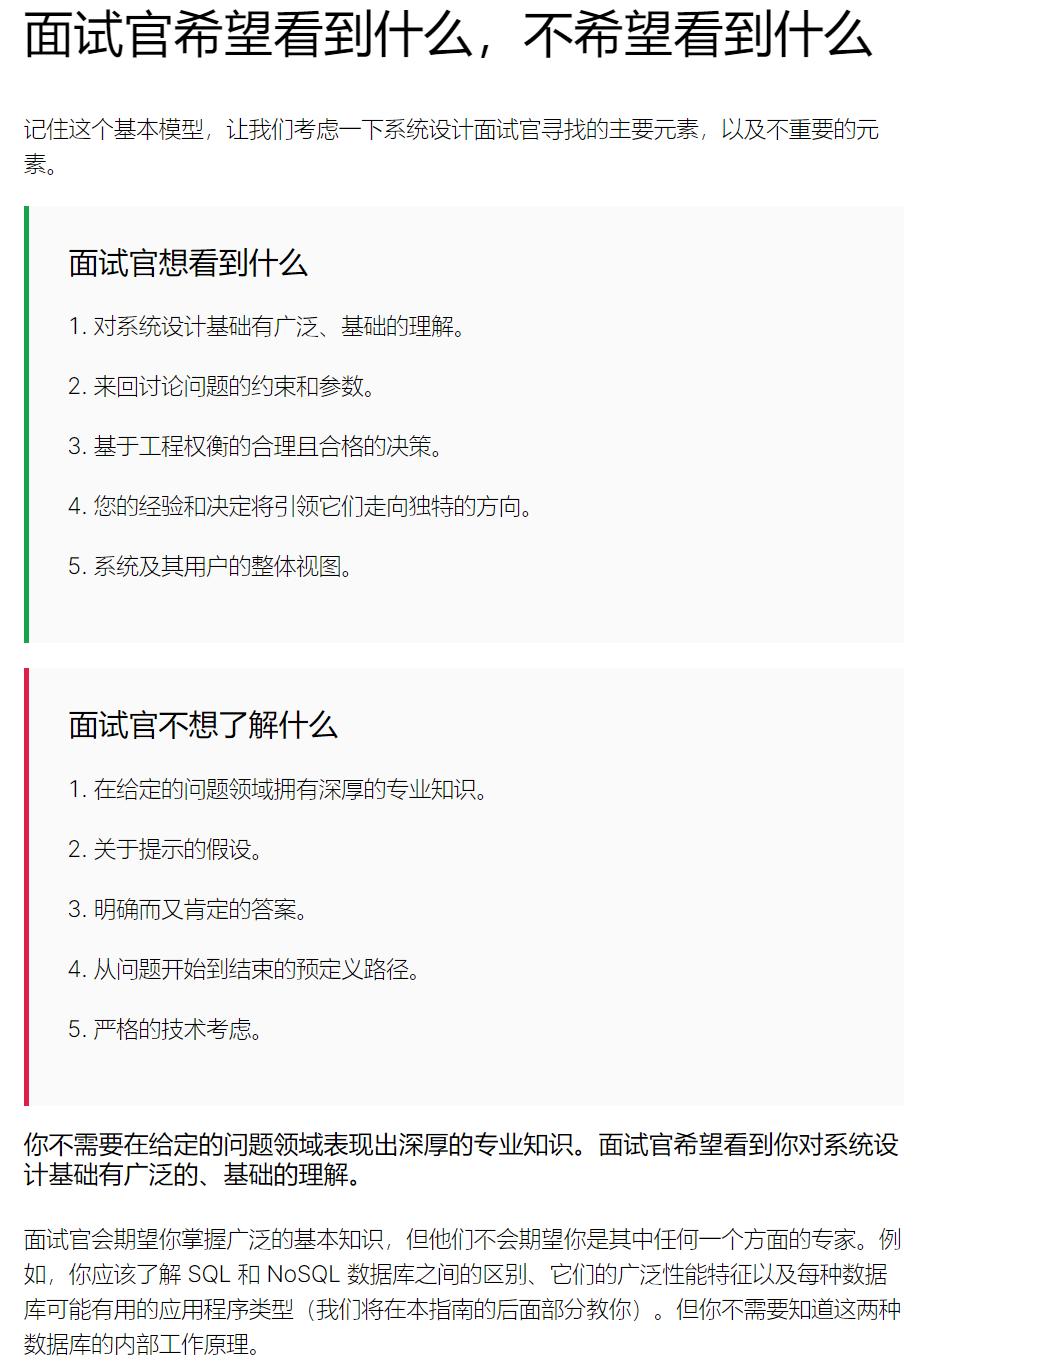 面试官希望看到什么，不希望看到什么
记住这个基本模型，让我们考虑一下系统设计面试官寻找的主要元素，以及不重要的元
素。
面试官想看到什么
1. 对系统设计基础有广泛、基础的理解。
2. 来回讨论问题的约束和参数。
3. 基于工程权衡的合理且合格的决策。
4. 您的经验和决定将引领它们走向独特的方向。
5. 系统及其用户的整体视图。
面试官不想了解什么
1. 在给定的问题领域拥有深厚的专业知识。
2. 关于提示的假设。
3. 明确而又肯定的答案。
4. 从问题开始到结束的预定义路径。
5. 严格的技术考虑。
你不需要在给定的问题领域表现出深厚的专业知识。面试官希望看到你对系统设
计基础有广泛的、基础的理解。
面试官会期望你掌握广泛的基本知识，但他们不会期望你是其中任何一个方面的专家。例
如，你应该了解 SQL 和 NoSQL 数据库之间的区别、它们的广泛性能特征以及每种数据
库可能有用的应用程序类型（我们将在本指南的后面部分教你）。但你不需要知道这两种
数据库的内部工作原理。